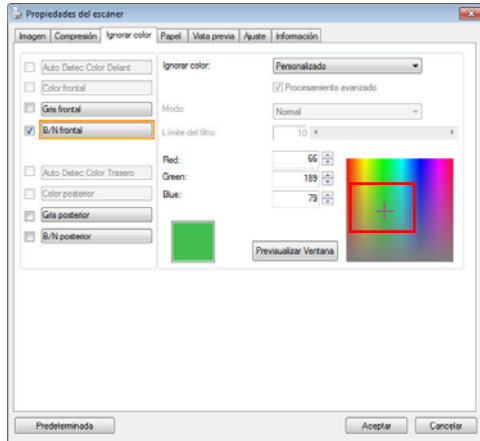 Propiedades del escáner
Imagen Compresión Ignorar color Papel Vista previa Ajuste Información
Auto Detec Color Delant
Ignorar color: Personalizado
Color frontal
Procesamiento avanzado
Gris frontal
Modo: Normal
B/N frontal
Límite del filtro: 10
Red: 66
Auto Detec Color Trasero
Green: 189
Color posterior
Blue: 79
Gris posterior
B/N posterior
Previsualizar Ventana
Predeterminada Aceptar Cancelar